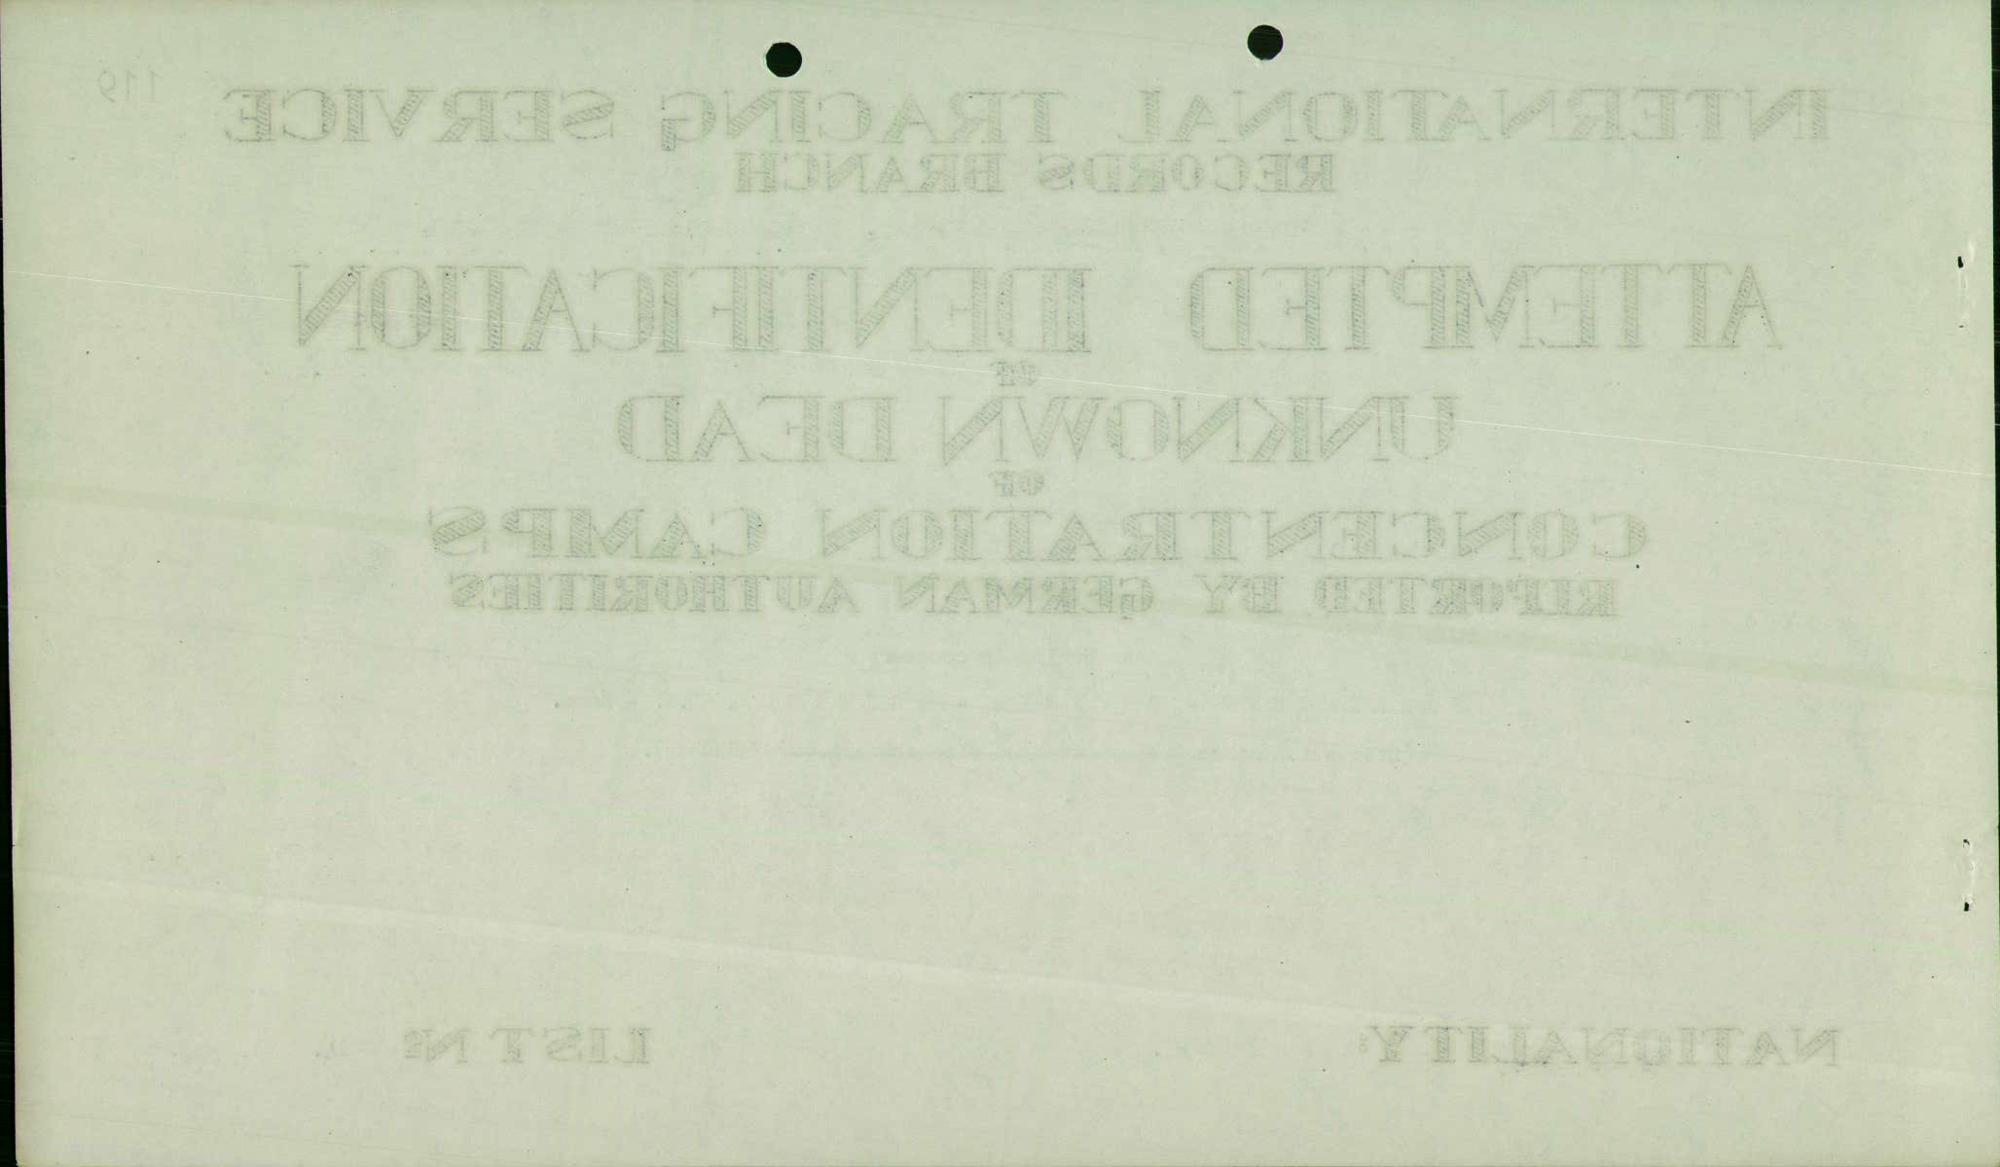 119
INTERNATIONAL TRACING SERVICE
RECORDS BRANCH
ATTEMPTED IDENTIFICATION
OF
UNKNOWN DEAD
OF
CONCENTRATION CAMPS
REPORTED BY GERMAN AUTHORITIES
NATIONALITY: LIST Nº